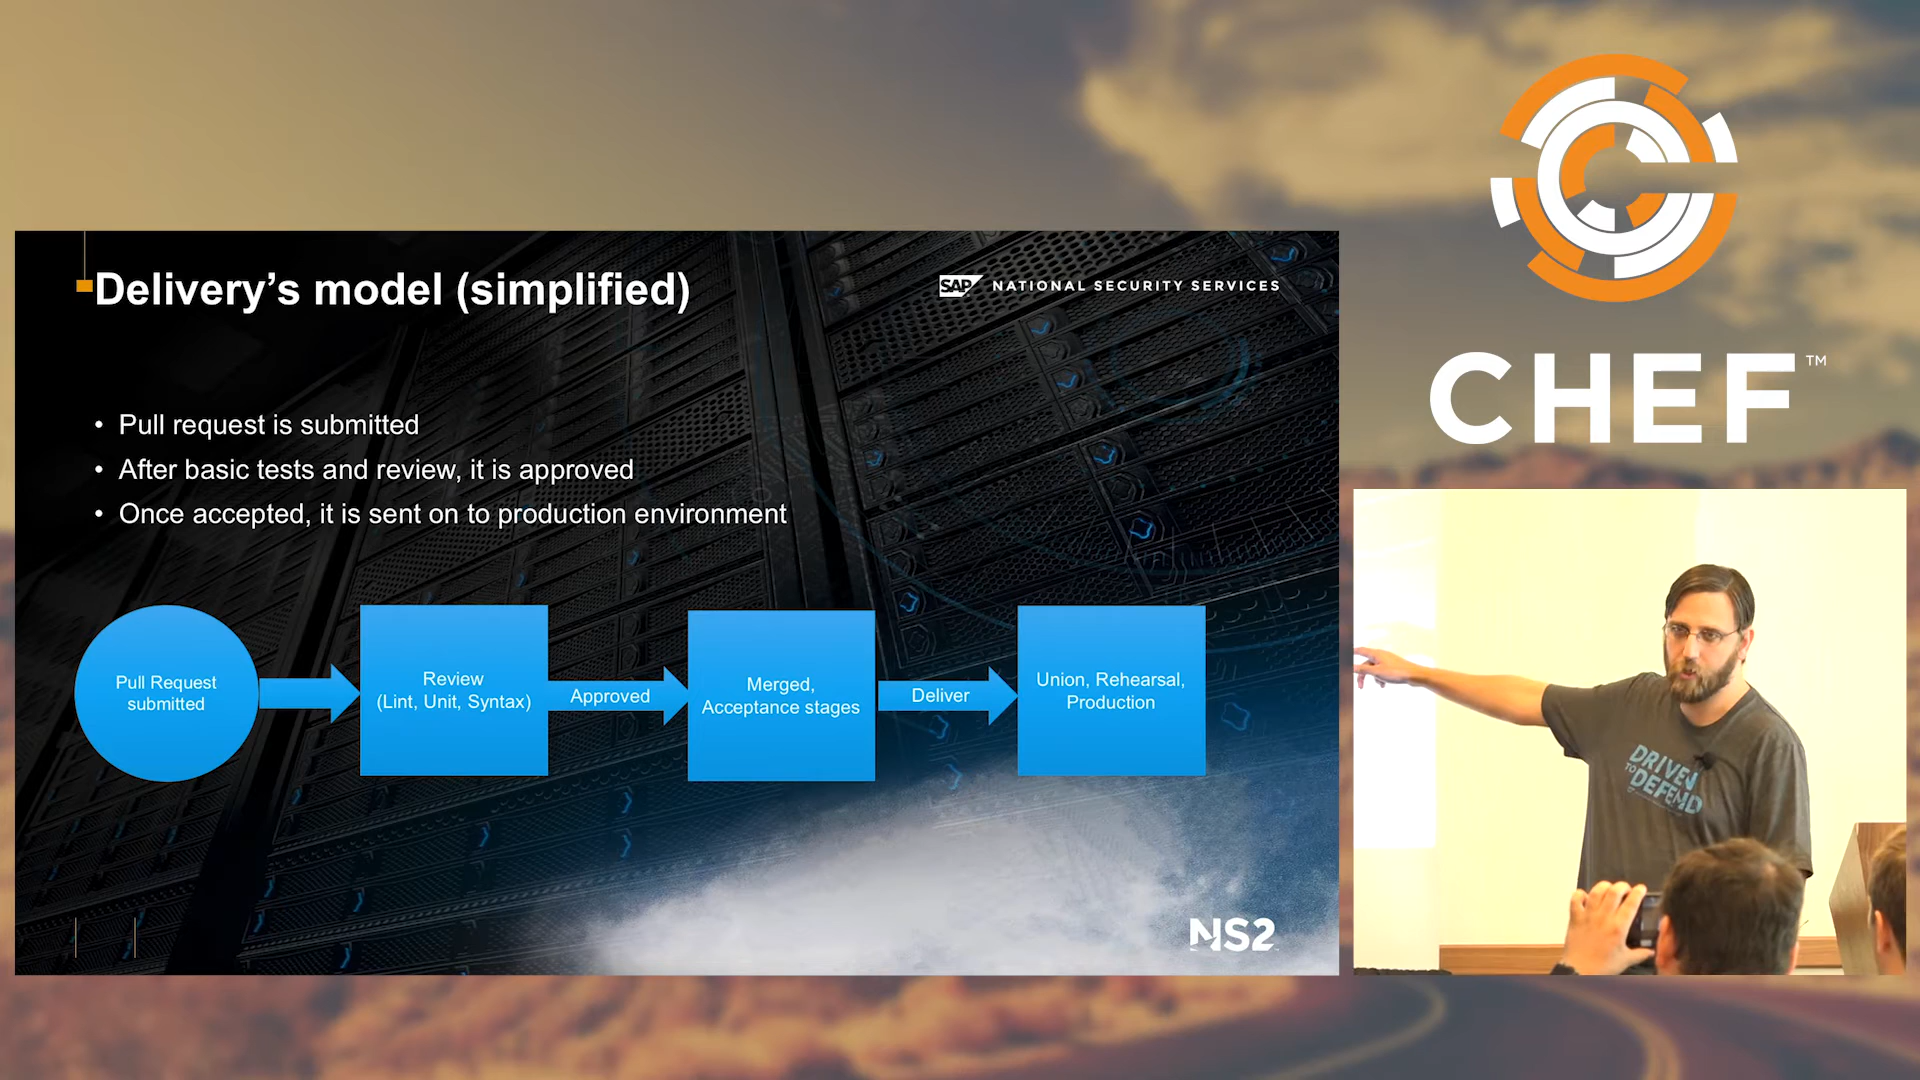 Delivery’s model (simplified)
SAP NATIONAL SECURITY SERVICES
• Pull request is submitted
• After basic tests and review, it is approved
• Once accepted, it is sent on to production environment
Pull Request
submitted
Review
(Lint, Unit, Syntax)
Approved
Merged,
Acceptance stages
Deliver
Union, Rehearsal,
Production
NS2
CHEF™
DRIVEN
TO DEFEND